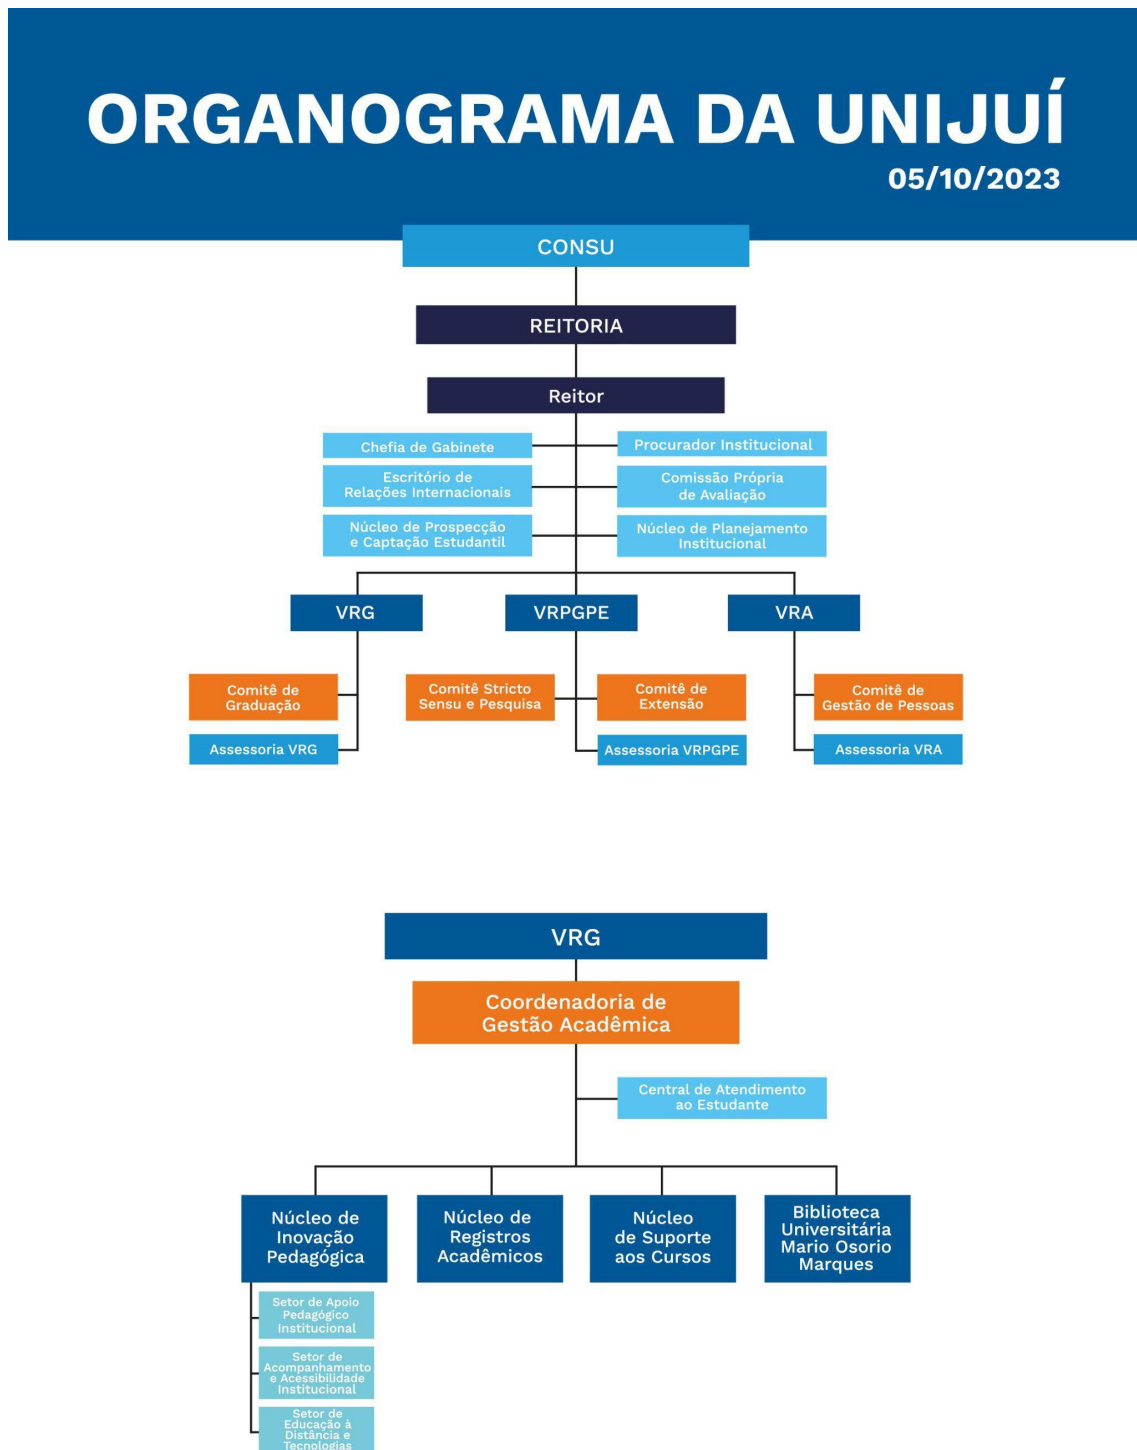 ORGANOGRAMA DA UNIJUÍ
05/10/2023
CONSU
REITORIA
Reitor
Chefia de Gabinete
Procurador Institucional
Escritório de
Relações Internacionais
Comissão Própria
de Avaliação
Núcleo de Prospecção
e Captação Estudantil
Núcleo de Planejamento
Institucional
VRG
VRPGPE
VRA
Comitê de
Graduação
Comitê Stricto
Sensu e Pesquisa
Comitê de
Extensão
Comitê de
Gestão de Pessoas
Assessoria VRG
Assessoria VRPGPE
Assessoria VRA
VRG
Coordenadoria de
Gestão Acadêmica
Central de Atendimento
ao Estudante
Núcleo de
Inovação
Pedagógica
Núcleo de
Registros
Acadêmicos
Núcleo
de Suporte
aos Cursos
Biblioteca
Universitária
Mario Osorio
Marques
Setor de Apoio
Pedagógico
Institucional
Setor de
Acompanhamento
e Acessibilidade
Institucional
Setor de
Educação à
Distância e
Tecnologias